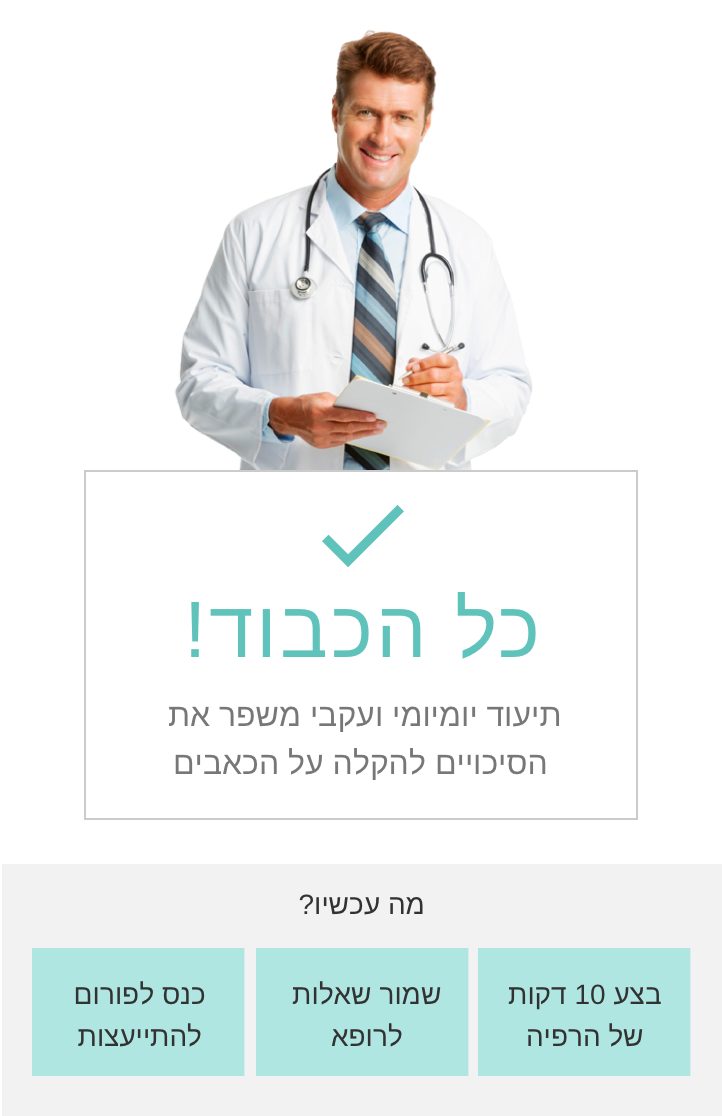 כל הכבוד!
תיעוד יומיומי ועקבי משפר את
הסיכויים להקלה על הכאבים
מה עכשיו?
בצע 10 דקות
של הרפיה
שמור שאלות
לרופא
כנס לפורום
להתייעצות